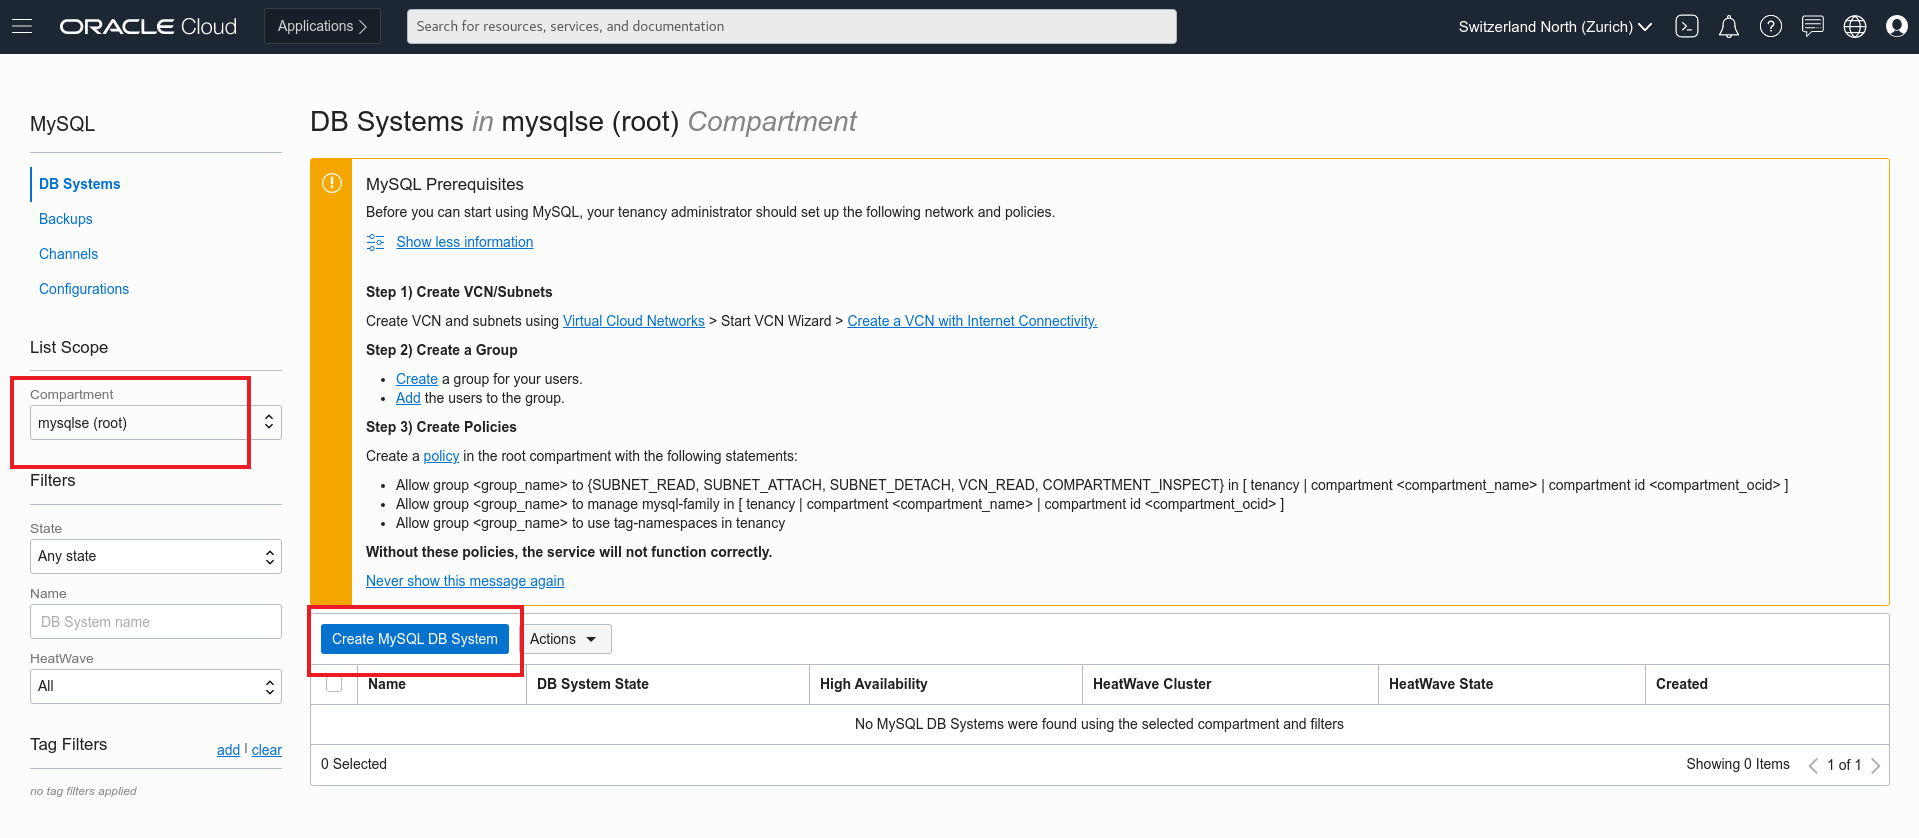 ORACLE Cloud
Applications
Search for resources, services, and documentation
Switzerland North (Zurich)
MySQL
DB Systems
Backups
Channels
Configurations
List Scope
Compartment
mysqlse (root)
Filters
State
Any state
Name
DB System name
HeatWave
All
Tag Filters
add | clear
no tag filters applied
DB Systems in mysqlse (root) Compartment
MySQL Prerequisites
Before you can start using MySQL, your tenancy administrator should set up the following network and policies.
Show less information
Step 1) Create VCN/Subnets
Create VCN and subnets using Virtual Cloud Networks > Start VCN Wizard > Create a VCN with Internet Connectivity.
Step 2) Create a Group
• Create a group for your users.
• Add the users to the group.
Step 3) Create Policies
Create a policy in the root compartment with the following statements:
• Allow group <group_name> to {SUBNET_READ, SUBNET_ATTACH, SUBNET_DETACH, VCN_READ, COMPARTMENT_INSPECT} in [ tenancy | compartment <compartment_name> | compartment id <compartment_ocid> ]
• Allow group <group_name> to manage mysql-family in [ tenancy | compartment <compartment_name> | compartment id <compartment_ocid> ]
• Allow group <group_name> to use tag-namespaces in tenancy
Without these policies, the service will not function correctly.
Never show this message again
Create MySQL DB System
Actions
Name DB System State High Availability HeatWave Cluster HeatWave State Created
No MySQL DB Systems were found using the selected compartment and filters
0 Selected
Showing 0 Items < 1 of 1 >